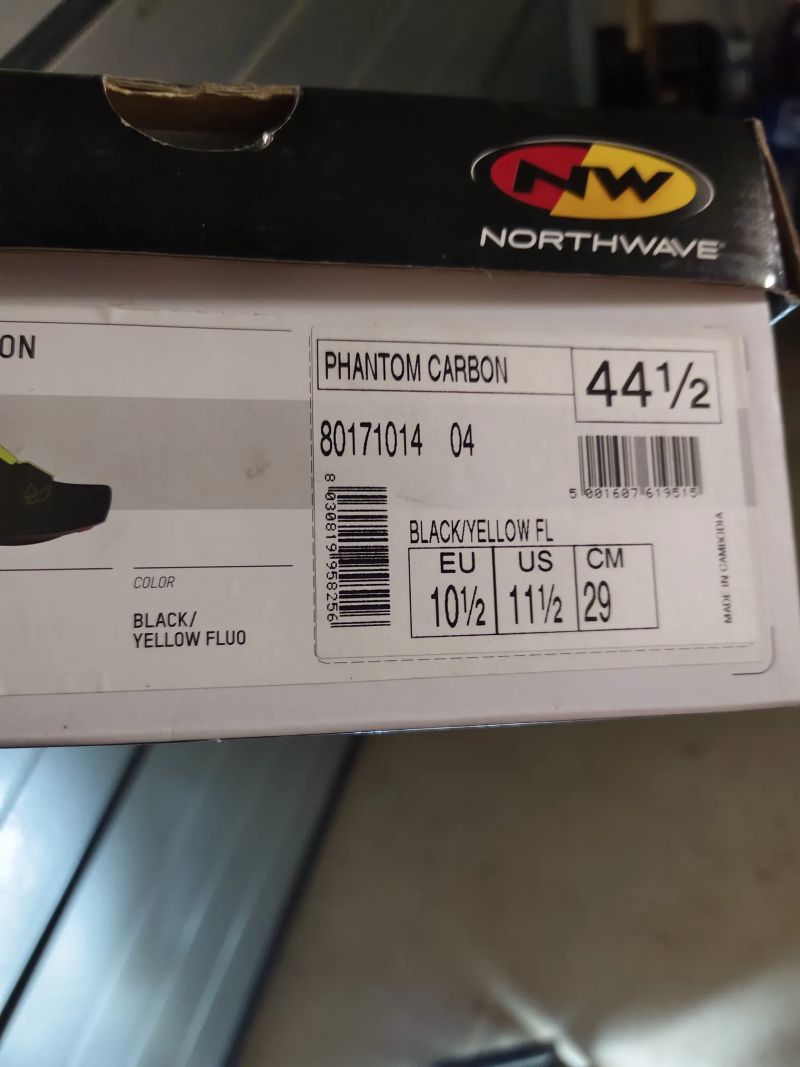 NW
NORTHWAVE
ON
COLOR
BLACK/
YELLOW FLUO
PHANTOM CARBON
44½
80171014 04
5 001607 619515
8 030819 958256
BLACK/YELLOW FL
EU US CM
10½ 11½ 29
MADE IN CAMBODIA